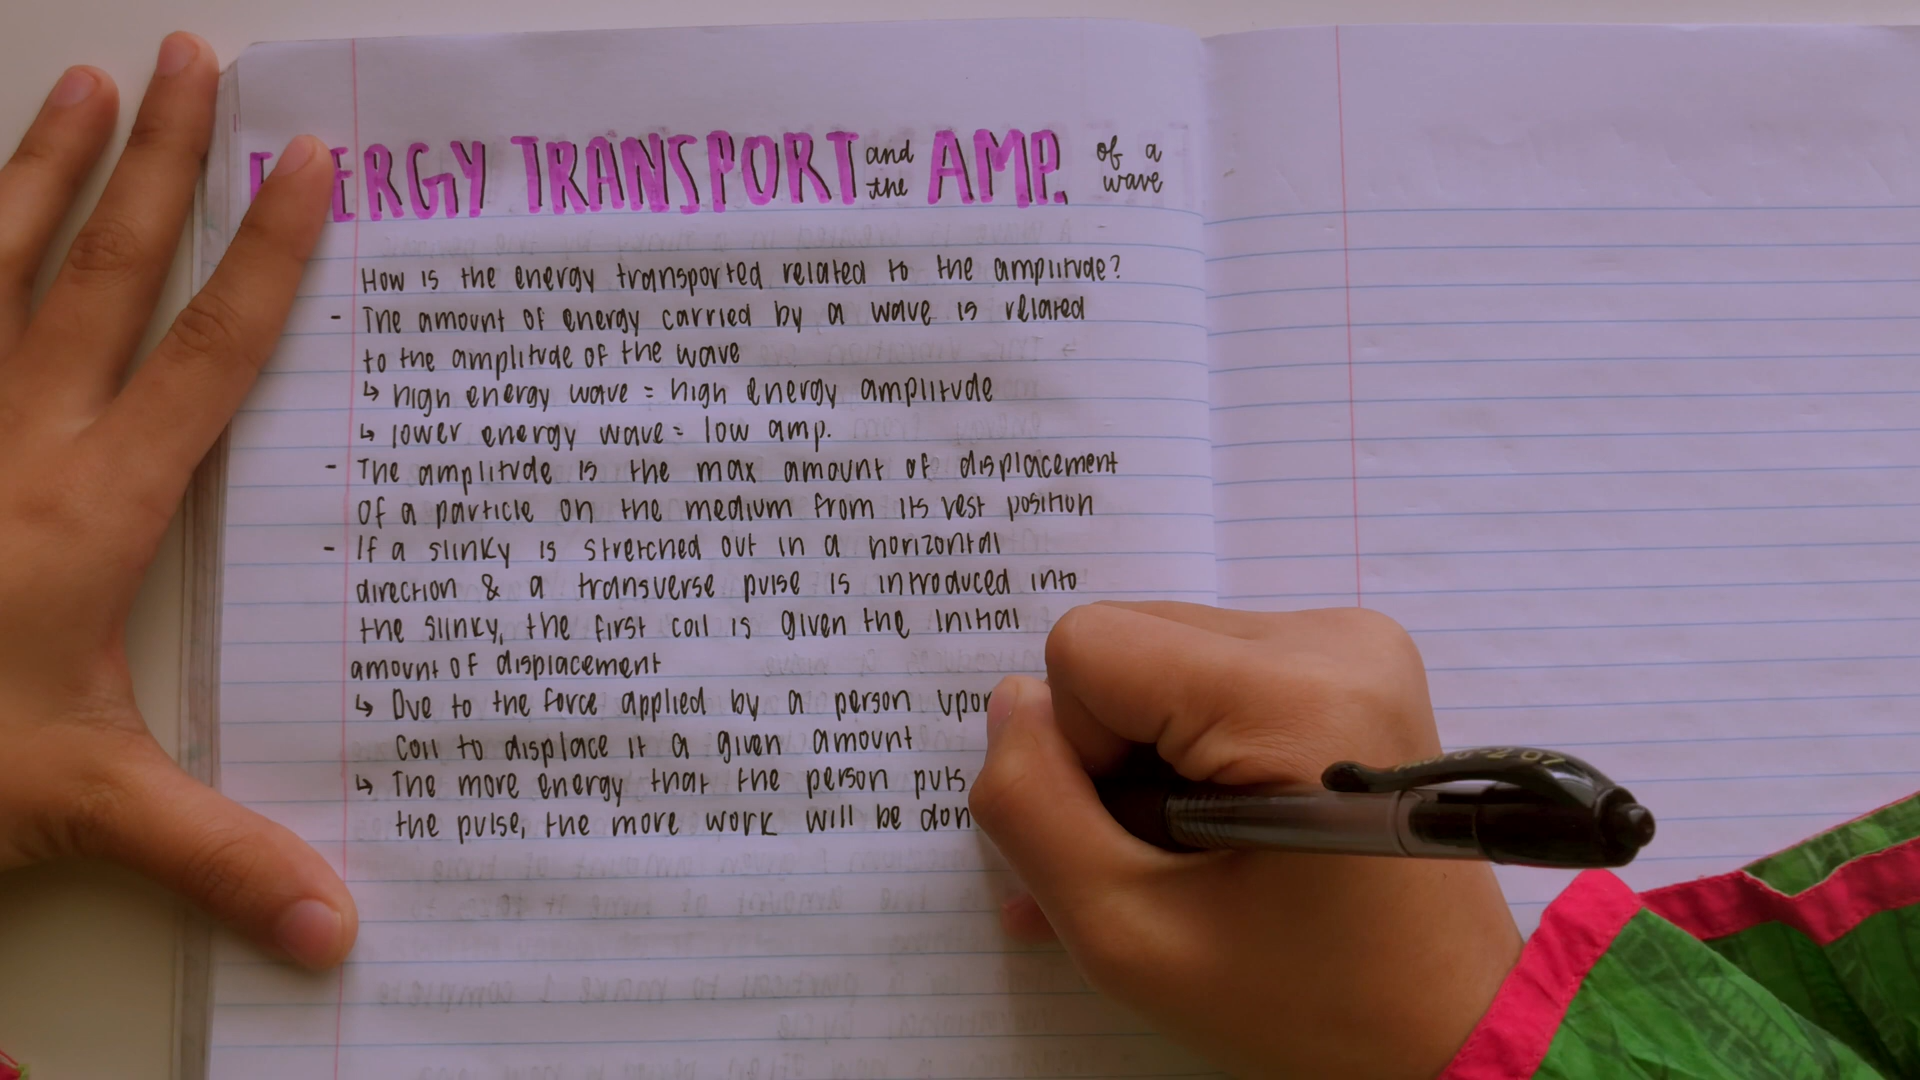 ENERGY TRANSPORT and the AMP. of a wave
How is the energy transported related to the amplitude?
- The amount of energy carried by a wave is related
to the amplitude of the wave
↳ high energy wave = high energy amplitude
↳ lower energy wave = low amp.
- The amplitude is the max amount of displacement
of a particle on the medium from its rest position
- If a slinky is stretched out in a horizontal
direction & a transverse pulse is introduced into
the slinky, the first coil is given the initial
amount of displacement
↳ Due to the force applied by a person upon
coil to displace it a given amount
↳ The more energy that the person puts
the pulse, the more work will be don